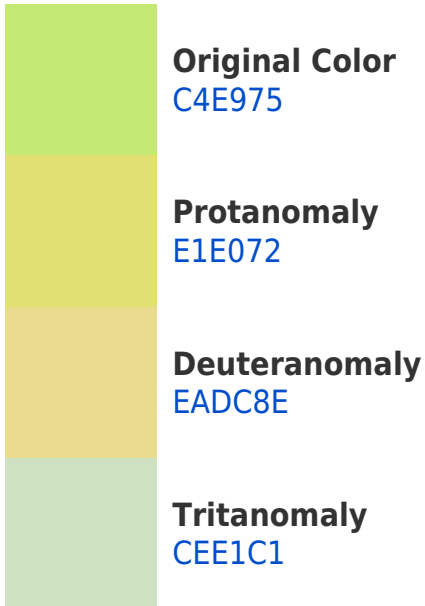 Original Color
C4E975
Protanomaly
E1E072
Deuteranomaly
EADC8E
Tritanomaly
CEE1C1